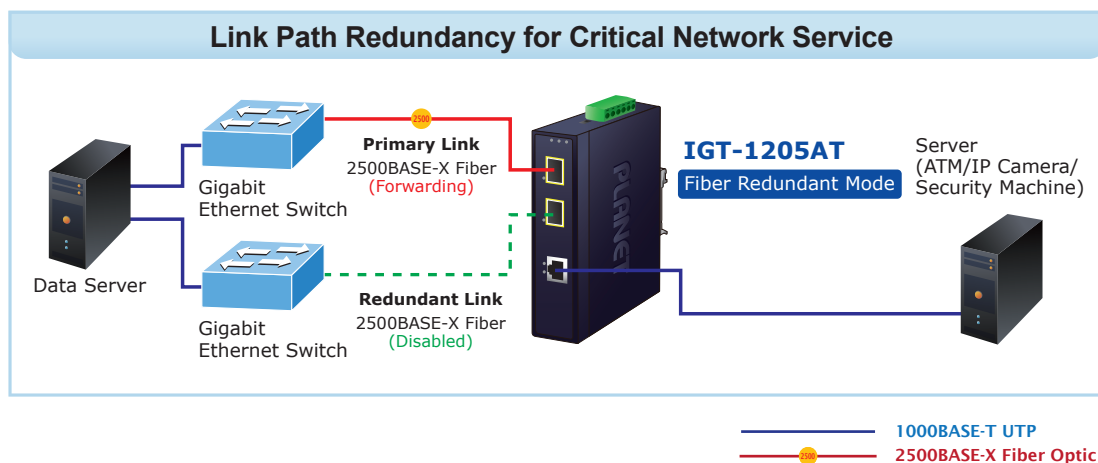 Link Path Redundancy for Critical Network Service
2500
Primary Link
2500BASE-X Fiber
(Forwarding)
Gigabit
Ethernet Switch
Data Server
Redundant Link
2500BASE-X Fiber
(Disabled)
Gigabit
Ethernet Switch
PLANET
IGT-1205AT
Fiber Redundant Mode
Server
(ATM/IP Camera/
Security Machine)
1000BASE-T UTP
2500
2500BASE-X Fiber Optic